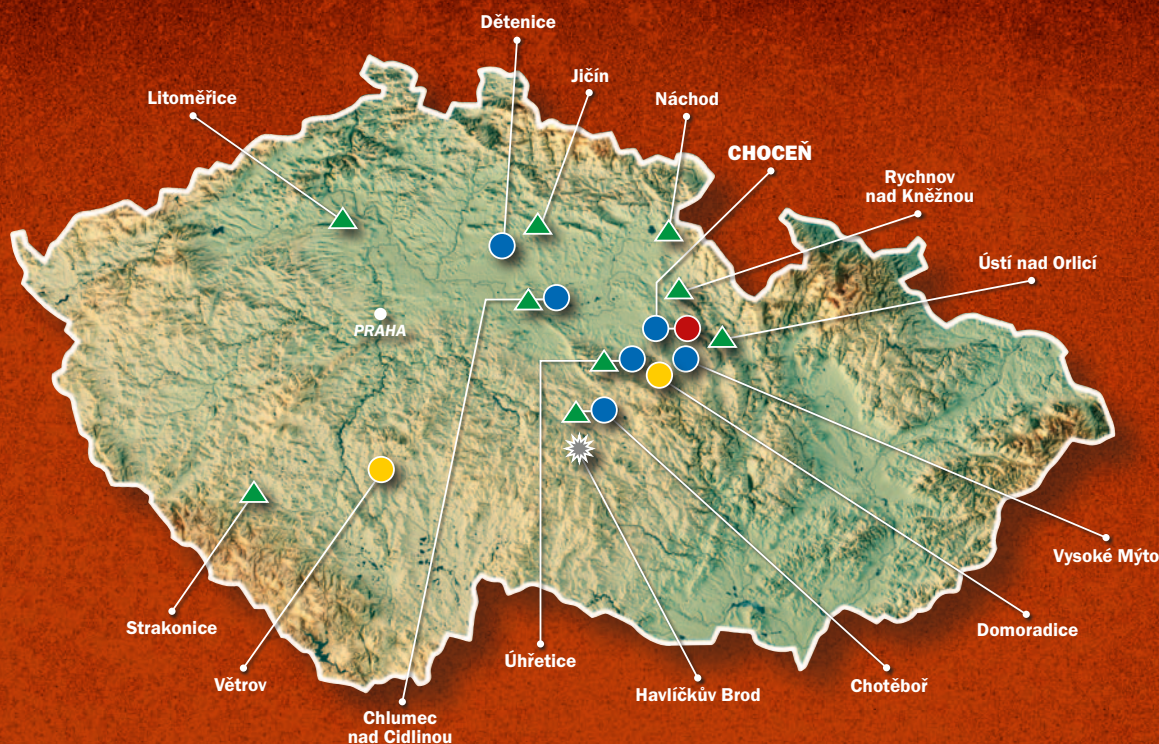 Dětenice
Jičín
Litoměřice
Náchod
CHOCEŇ
Rychnov
nad Kněžnou
Ústí nad Orlicí
PRAHA
Vysoké Mýto
Strakonice
Domoradice
Úhřetice
Větrov
Havlíčkův Brod
Chotěboř
Chlumec
nad Cidlinou